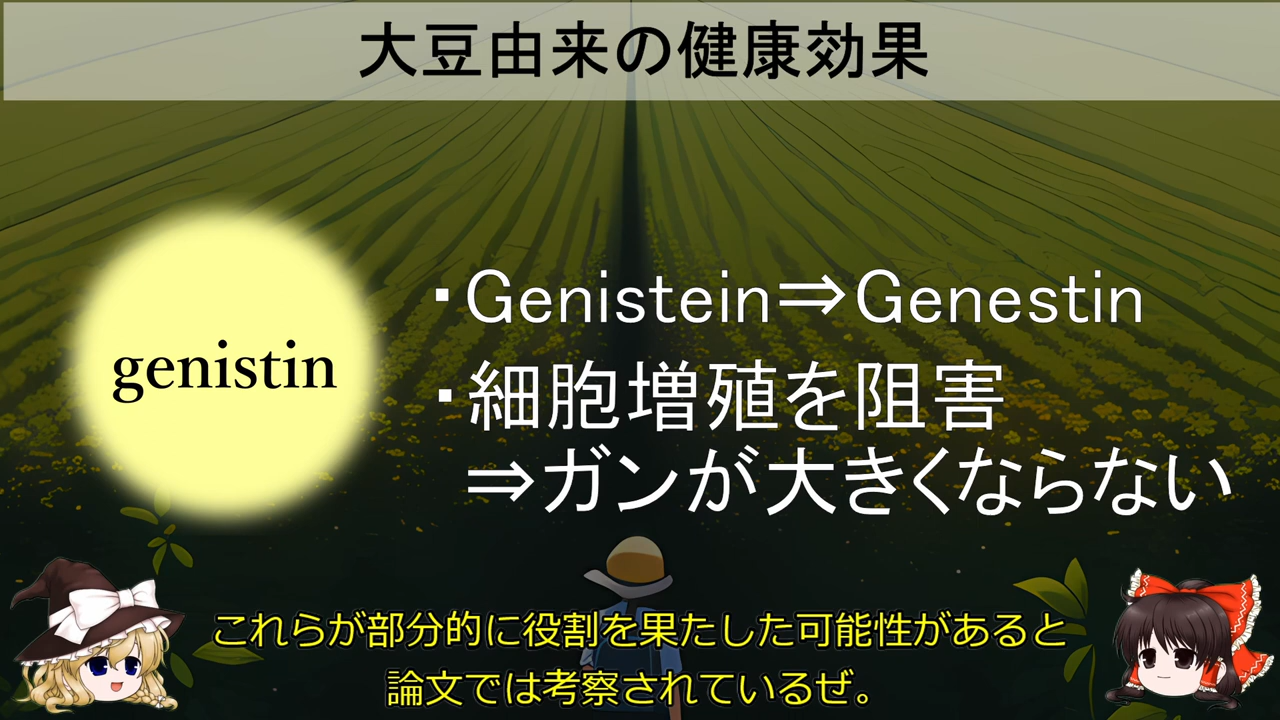 大豆由来の健康効果
genistin
・Genistein⇒Genestin
・細胞増殖を阻害
⇒ガンが大きくならない
これらが部分的に役割を果たした可能性があると
論文では考察されているぜ。